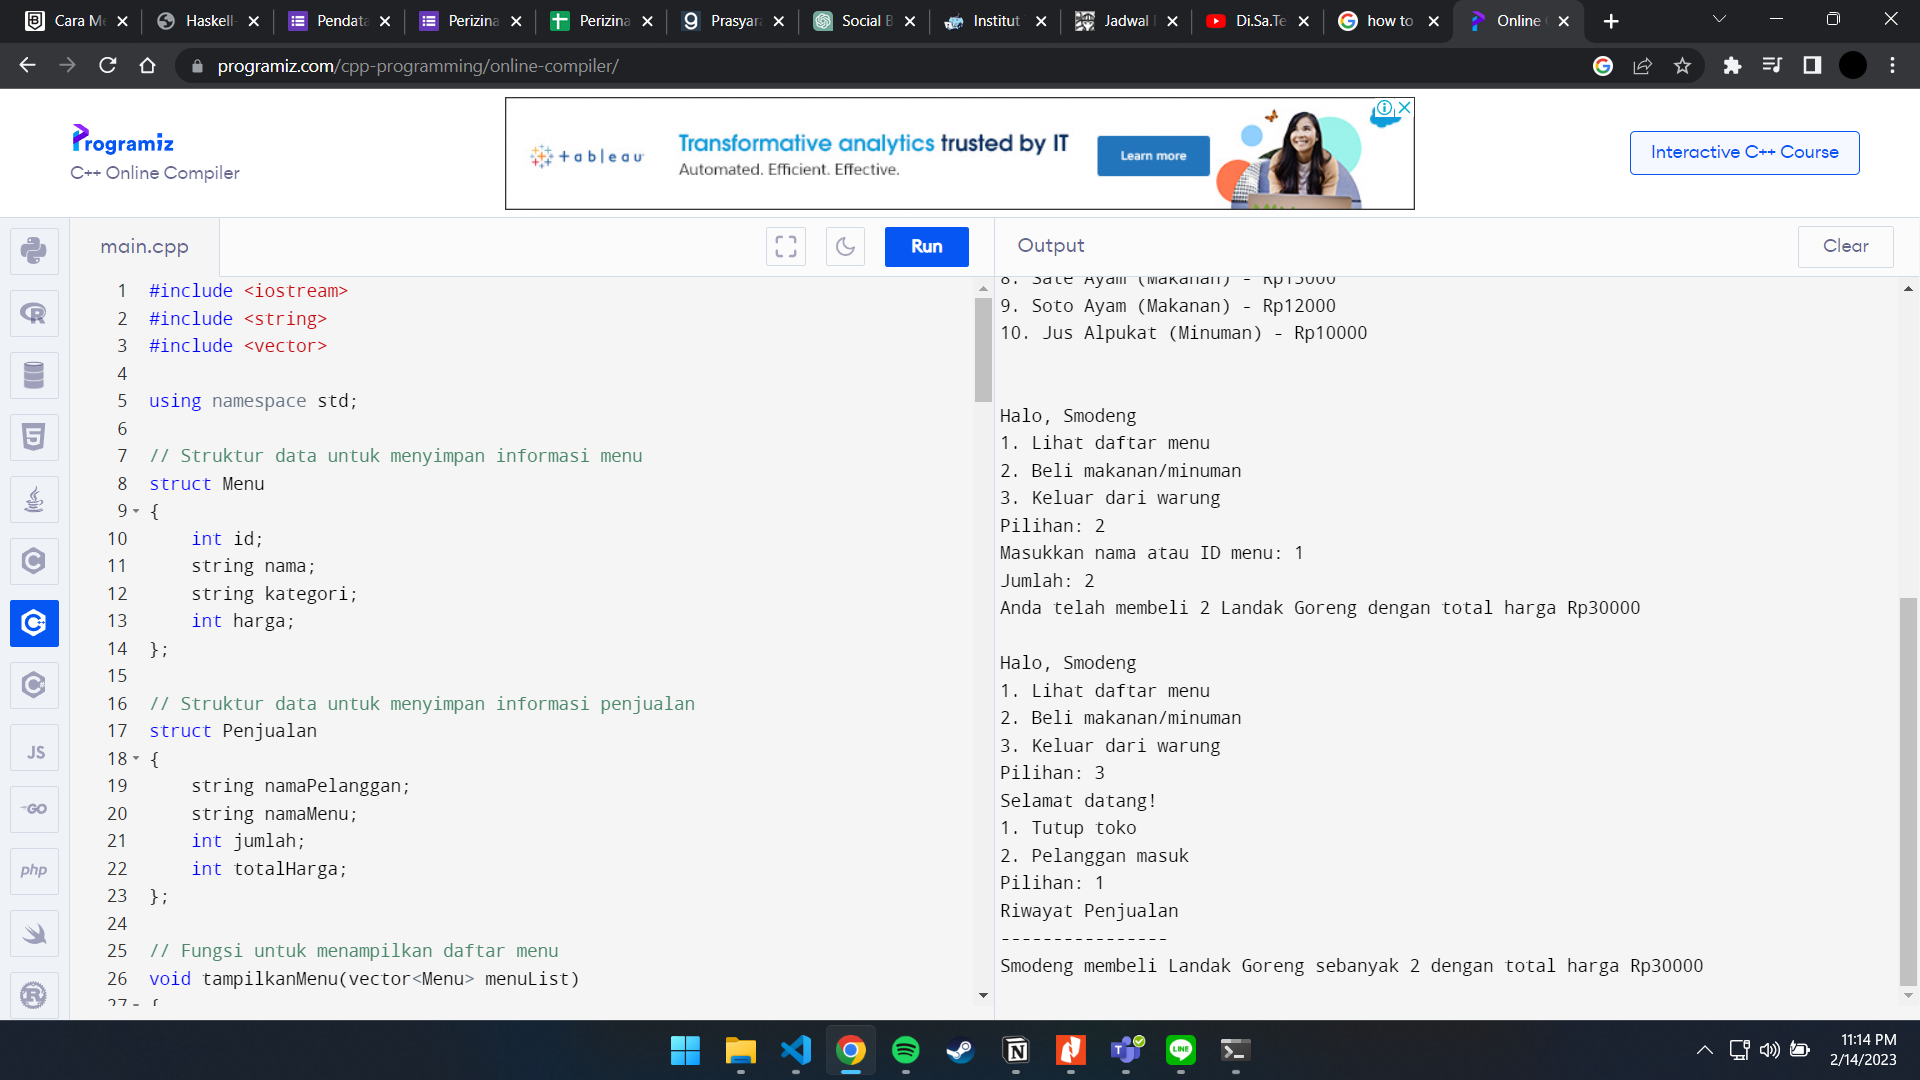 Cara Me
Haskell-
Pendata
Perizina
Perizina
Prasyara
Social B
Institut
Jadwal
Di.Sa.Te
how to
Online
programiz.com/cpp-programming/online-compiler/
Programiz
C++ Online Compiler
+ a b l e a u
Transformative analytics trusted by IT
Automated. Efficient. Effective.
Learn more
Interactive C++ Course
main.cpp
Run
Output
Clear
1 #include <iostream>
2 #include <string>
3 #include <vector>
4
5 using namespace std;
6
7 // Struktur data untuk menyimpan informasi menu
8 struct Menu
9 {
10 int id;
11 string nama;
12 string kategori;
13 int harga;
14 };
15
16 // Struktur data untuk menyimpan informasi penjualan
17 struct Penjualan
18 {
19 string namaPelanggan;
20 string namaMenu;
21 int jumlah;
22 int totalHarga;
23 };
24
25 // Fungsi untuk menampilkan daftar menu
26 void tampilkanMenu(vector<Menu> menuList)
27 {
8. Sate Ayam (Makanan) - Rp15000
9. Soto Ayam (Makanan) - Rp12000
10. Jus Alpukat (Minuman) - Rp10000
Halo, Smodeng
1. Lihat daftar menu
2. Beli makanan/minuman
3. Keluar dari warung
Pilihan: 2
Masukkan nama atau ID menu: 1
Jumlah: 2
Anda telah membeli 2 Landak Goreng dengan total harga Rp30000
Halo, Smodeng
1. Lihat daftar menu
2. Beli makanan/minuman
3. Keluar dari warung
Pilihan: 3
Selamat datang!
1. Tutup toko
2. Pelanggan masuk
Pilihan: 1
Riwayat Penjualan
----------------
Smodeng membeli Landak Goreng sebanyak 2 dengan total harga Rp30000
JS
GO
php
LINE
11:14 PM
2/14/2023